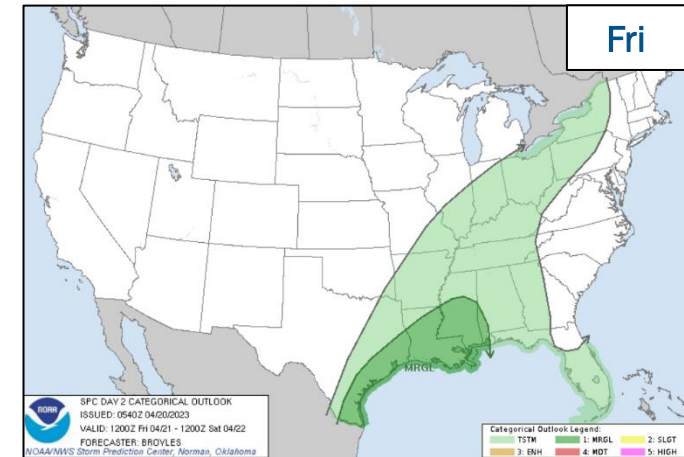 Fri
MRGL
NOAA
SPC DAY 2 CATEGORICAL OUTLOOK
ISSUED: 0540Z 04/20/2023
VALID: 1200Z Fri 04/21 - 1200Z Sat 04/22
FORECASTER: BROYLES
NOAA/NWS Storm Prediction Center, Norman, Oklahoma
Categorical Outlook Legend:
TSTM 1: MRGL 2: SLGT
3: ENH 4: MDT 5: HIGH